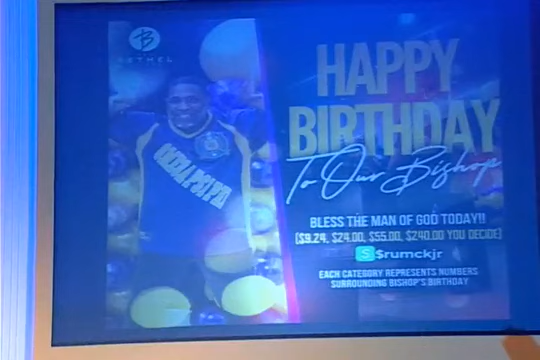 B
BETHEL
HAPPY
BIRTHDAY
To Our Bishop
BLESS THE MAN OF GOD TODAY!!
($9.24, $24.00, $55.00, $240.00 YOU DECIDE)
S $rumckjr
EACH CATEGORY REPRESENTS NUMBERS
SURROUNDING BISHOP'S BIRTHDAY